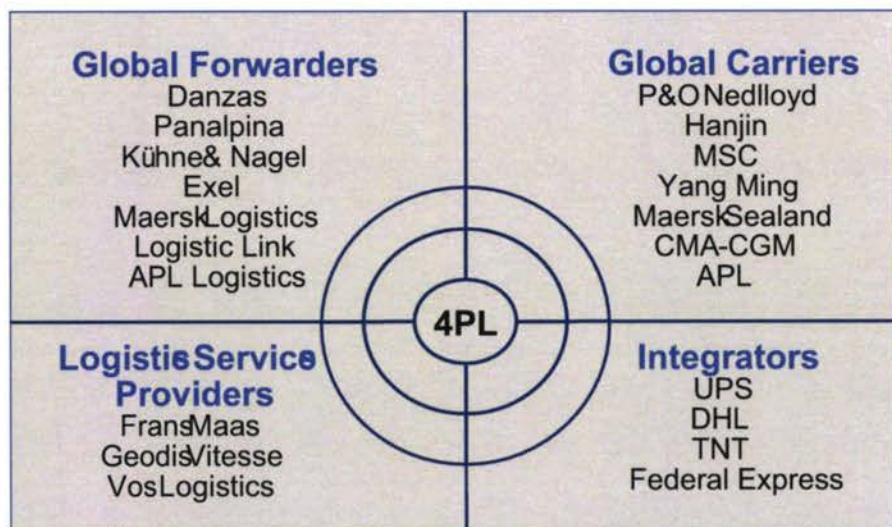 Global Forwarders
Danzas
Panalpina
Kühne& Nagel
Exel
MaerskLogistics
Logistic Link
APL Logistics
Global Carriers
P&ONedlloyd
Hanjin
MSC
Yang Ming
MaerskSealand
CMA-CGM
APL
4PL
LogisticsService
Providers
FransMaas
GeodisVitesse
VosLogistics
Integrators
UPS
DHL
TNT
Federal Express